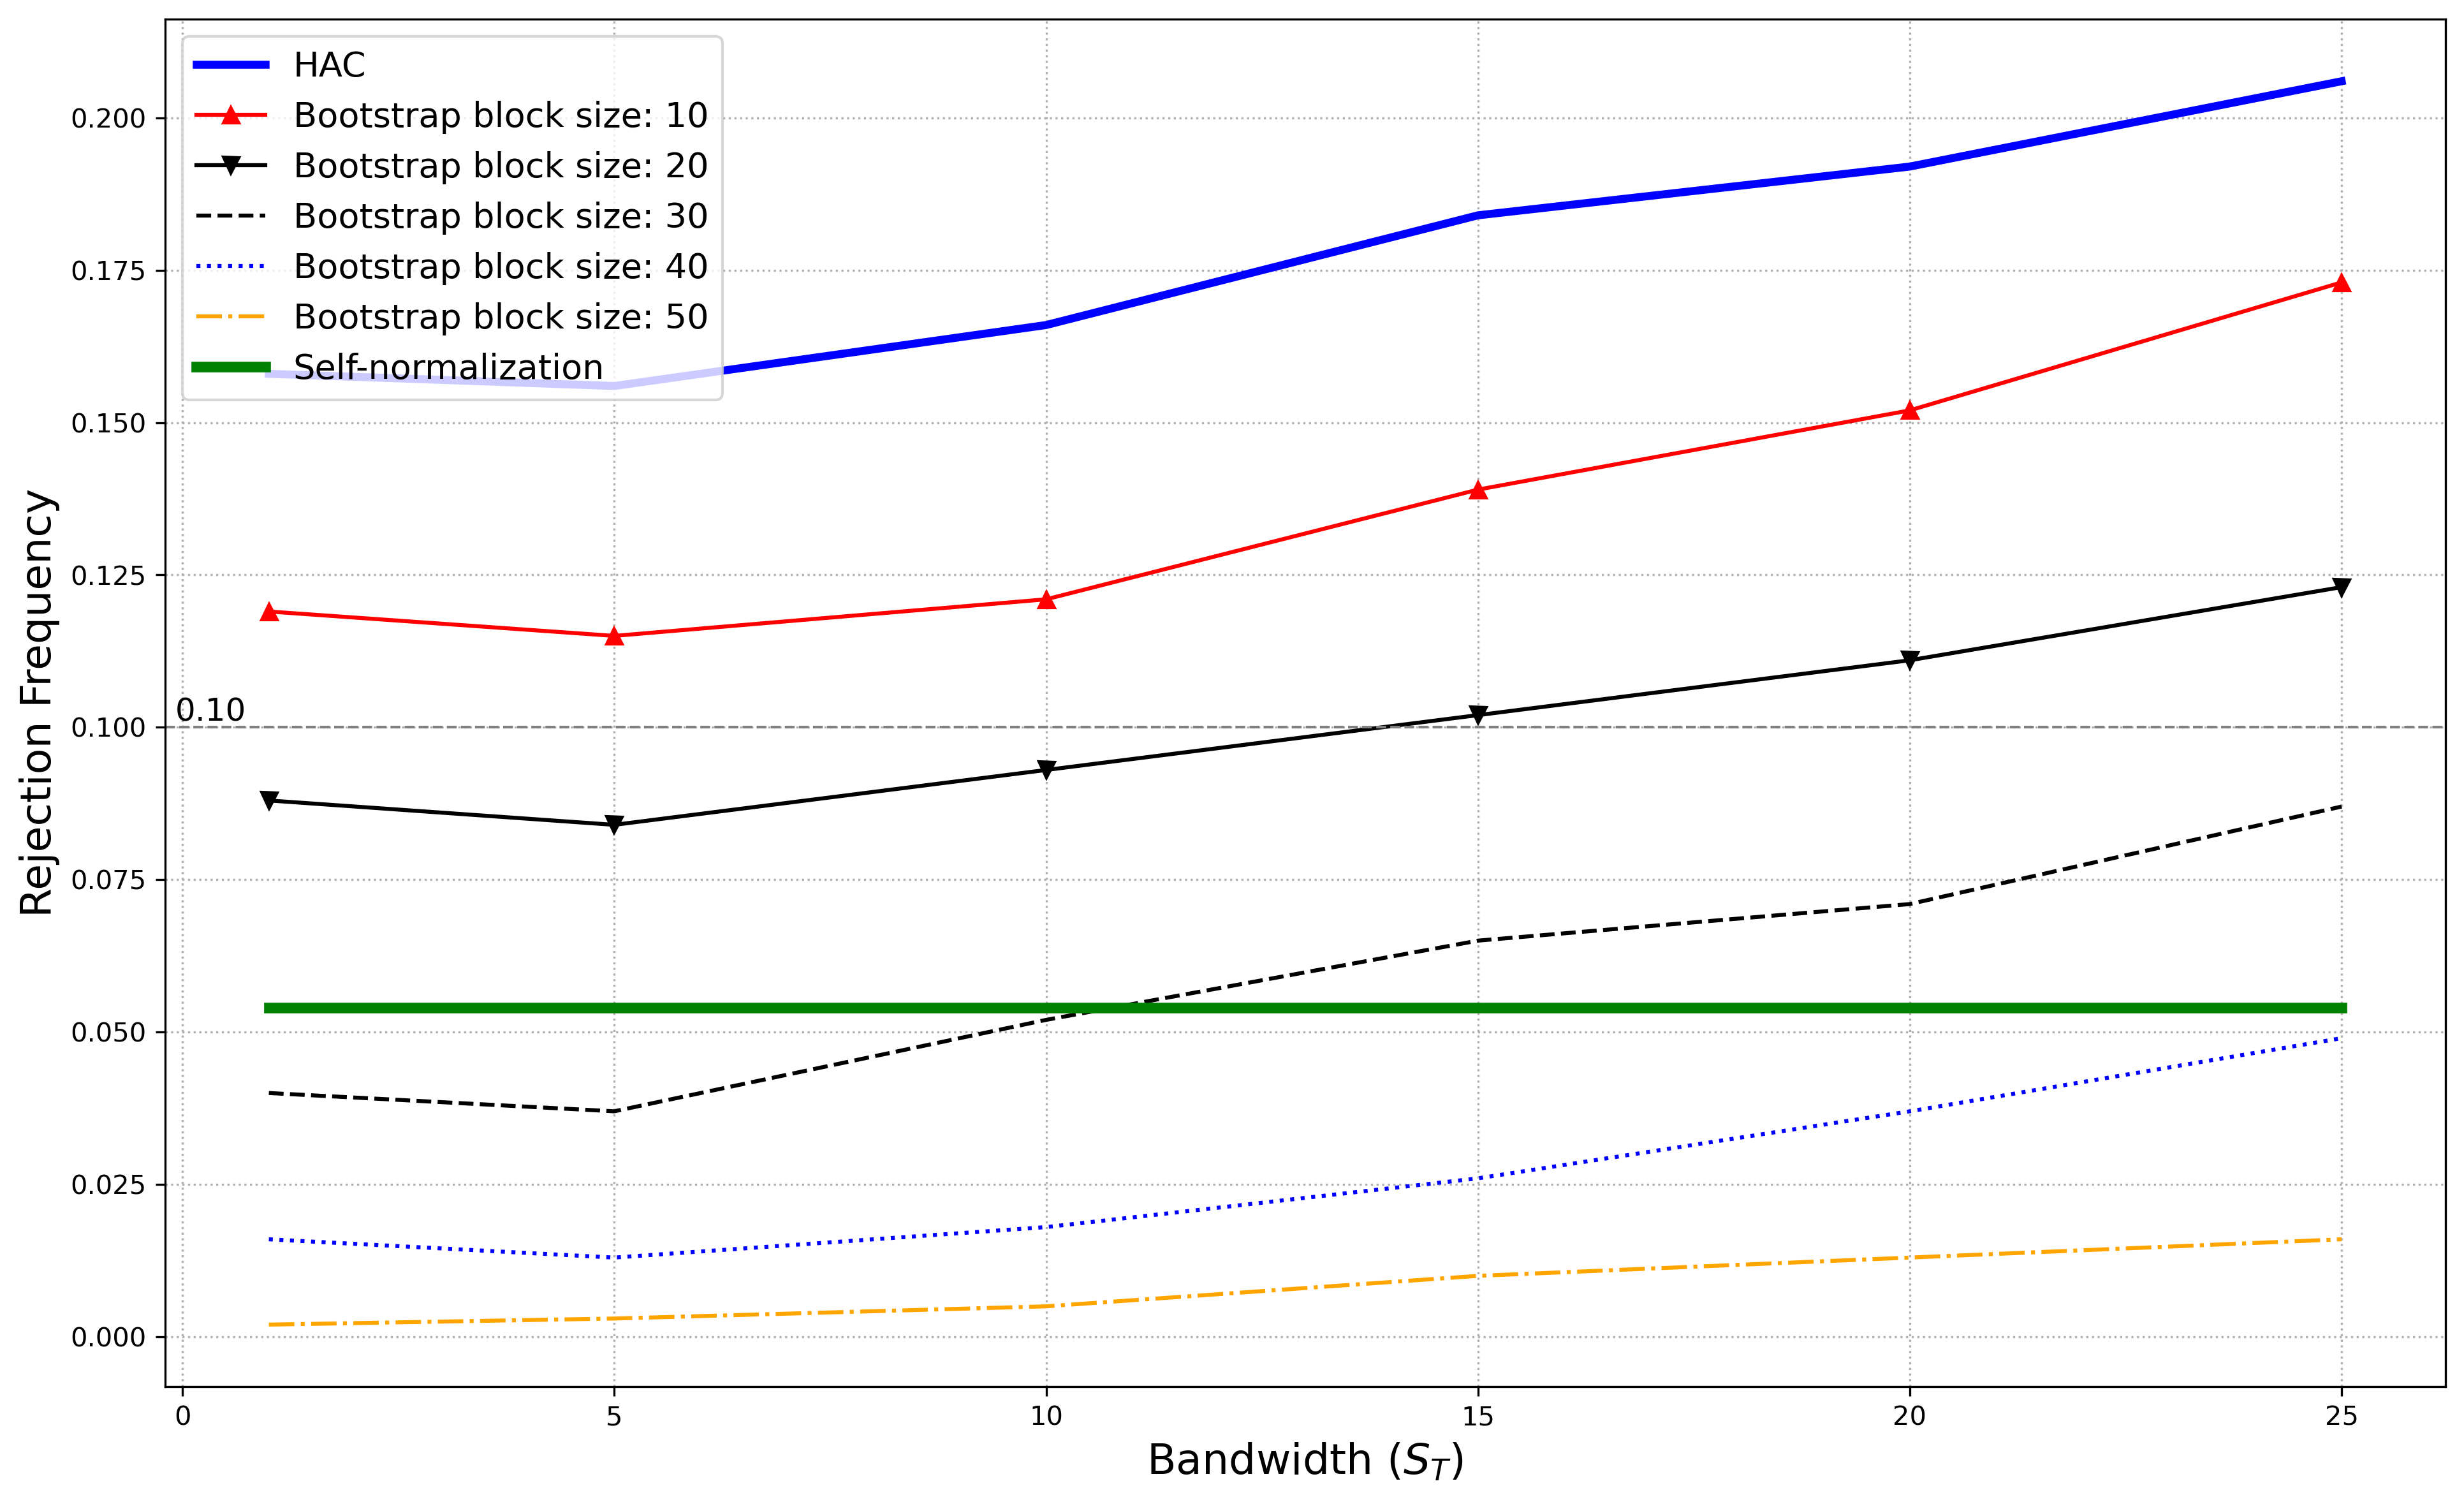 HAC
Bootstrap block size: 10
Bootstrap block size: 20
Bootstrap block size: 30
Bootstrap block size: 40
Bootstrap block size: 50
Self-normalization
Rejection Frequency
0.200
0.175
0.150
0.125
0.100
0.075
0.050
0.025
0.000
0.10
0 5 10 15 20 25
Bandwidth (S_T)